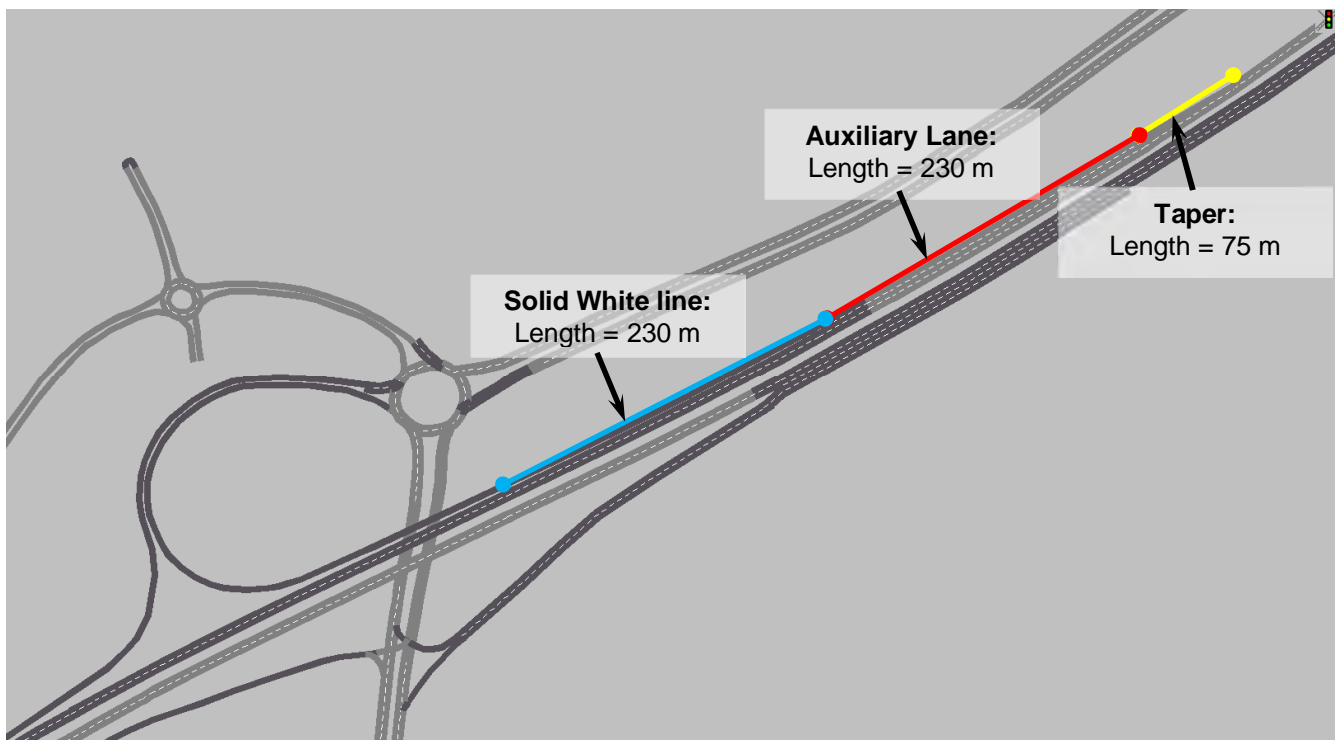 Auxiliary Lane:
Length = 230 m
Taper:
Length = 75 m
Solid White line:
Length = 230 m